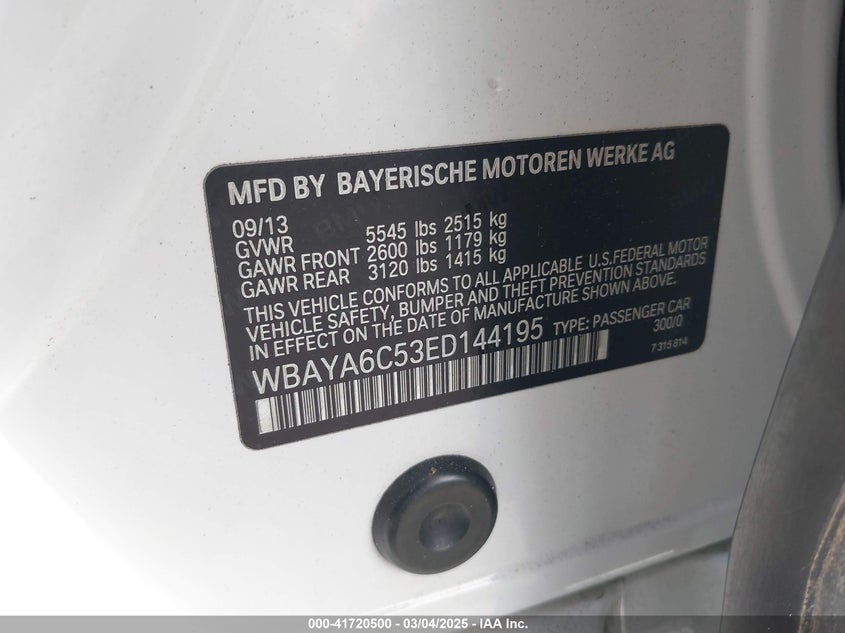 MFD BY BAYERISCHE MOTOREN WERKE AG
09/13
GVWR 5545 lbs 2515 kg
GAWR FRONT 2600 lbs 1179 kg
GAWR REAR 3120 lbs 1415 kg
THIS VEHICLE CONFORMS TO ALL APPLICABLE U.S.FEDERAL MOTOR
VEHICLE SAFETY, BUMPER AND THEFT PREVENTION STANDARDS
IN EFFECT ON THE DATE OF MANUFACTURE SHOWN ABOVE.
WBAYA6C53ED144195 TYPE: PASSENGER CAR
300/0
7 315 814
000-41720500 — 03/04/2025 — IAA Inc.